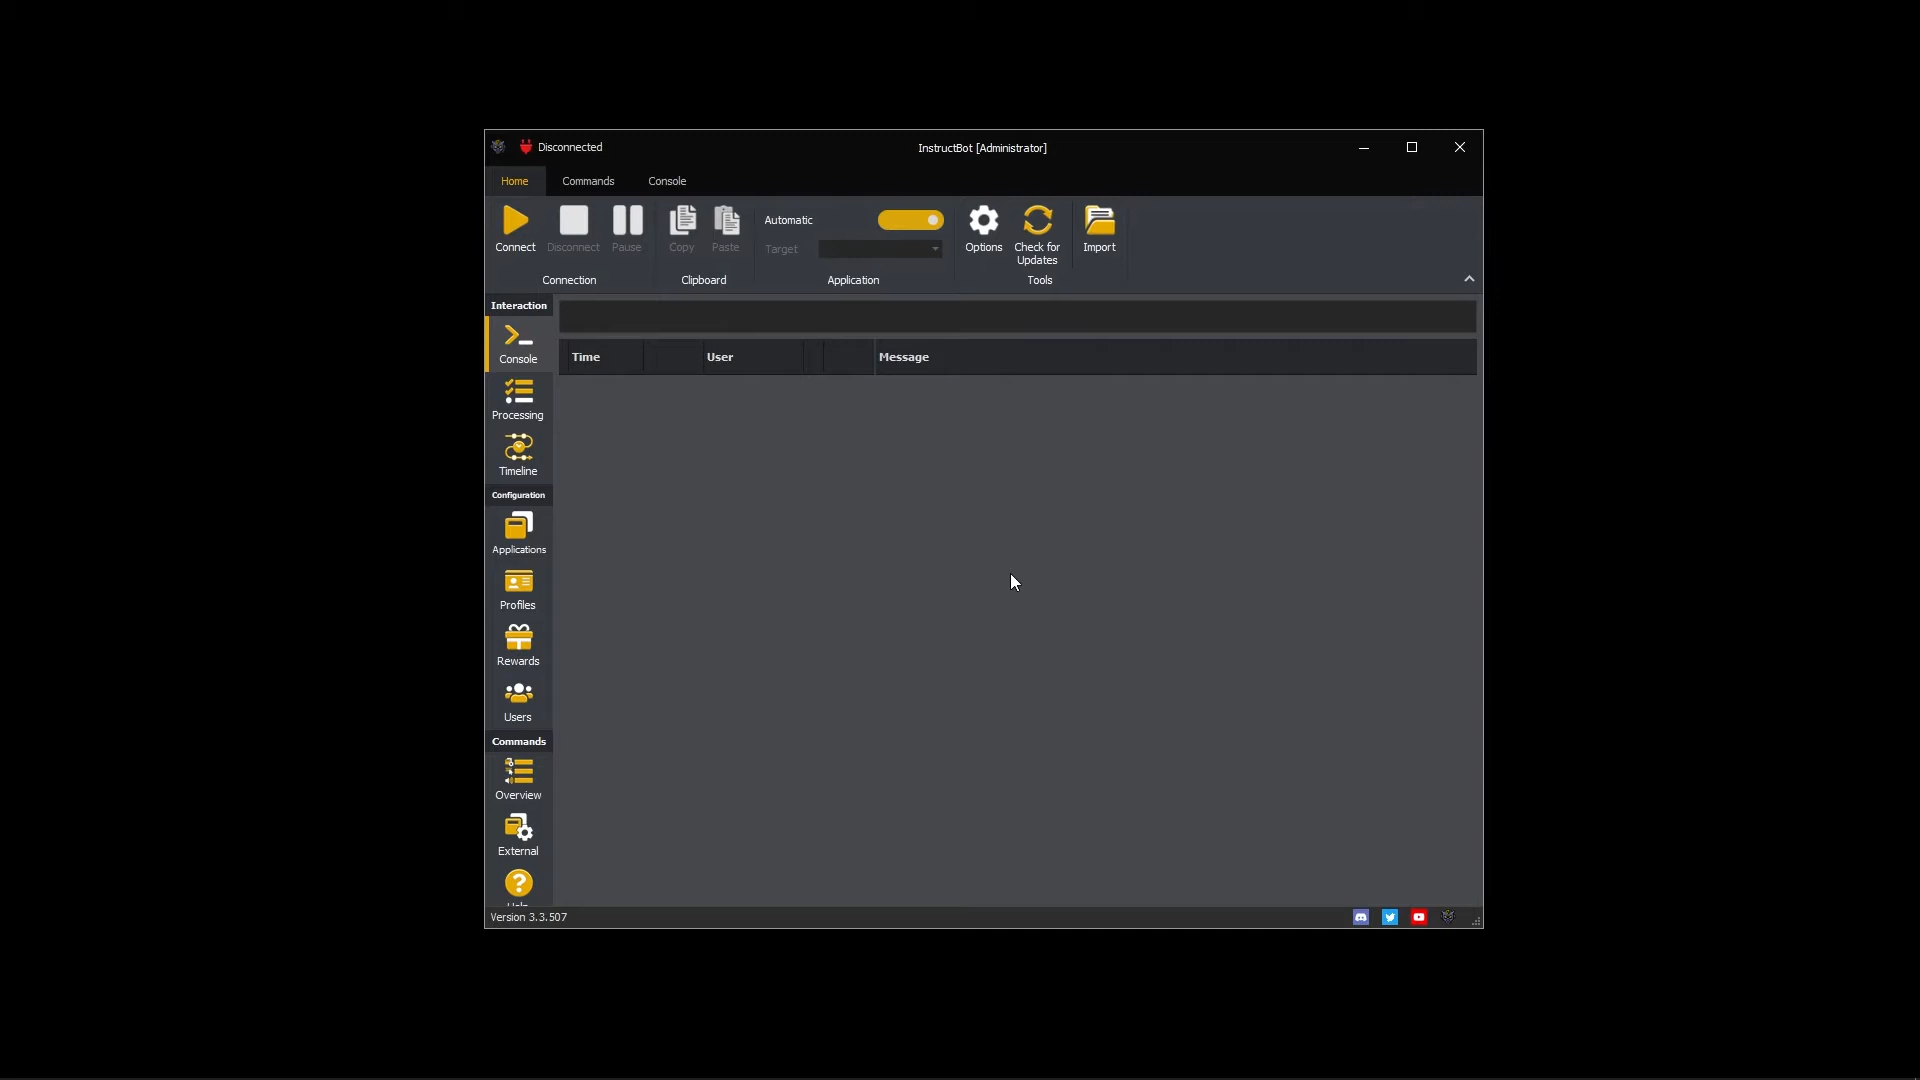 Disconnected
InstructBot [Administrator]
Home Commands Console
Connect Disconnect Pause Copy Paste
Automatic
Target
Options Check for Updates Import
Connection Clipboard Application Tools
Interaction
Console
Processing
Timeline
Configuration
Applications
Profiles
Rewards
Users
Commands
Overview
External
Time User Message
Version 3.3.507